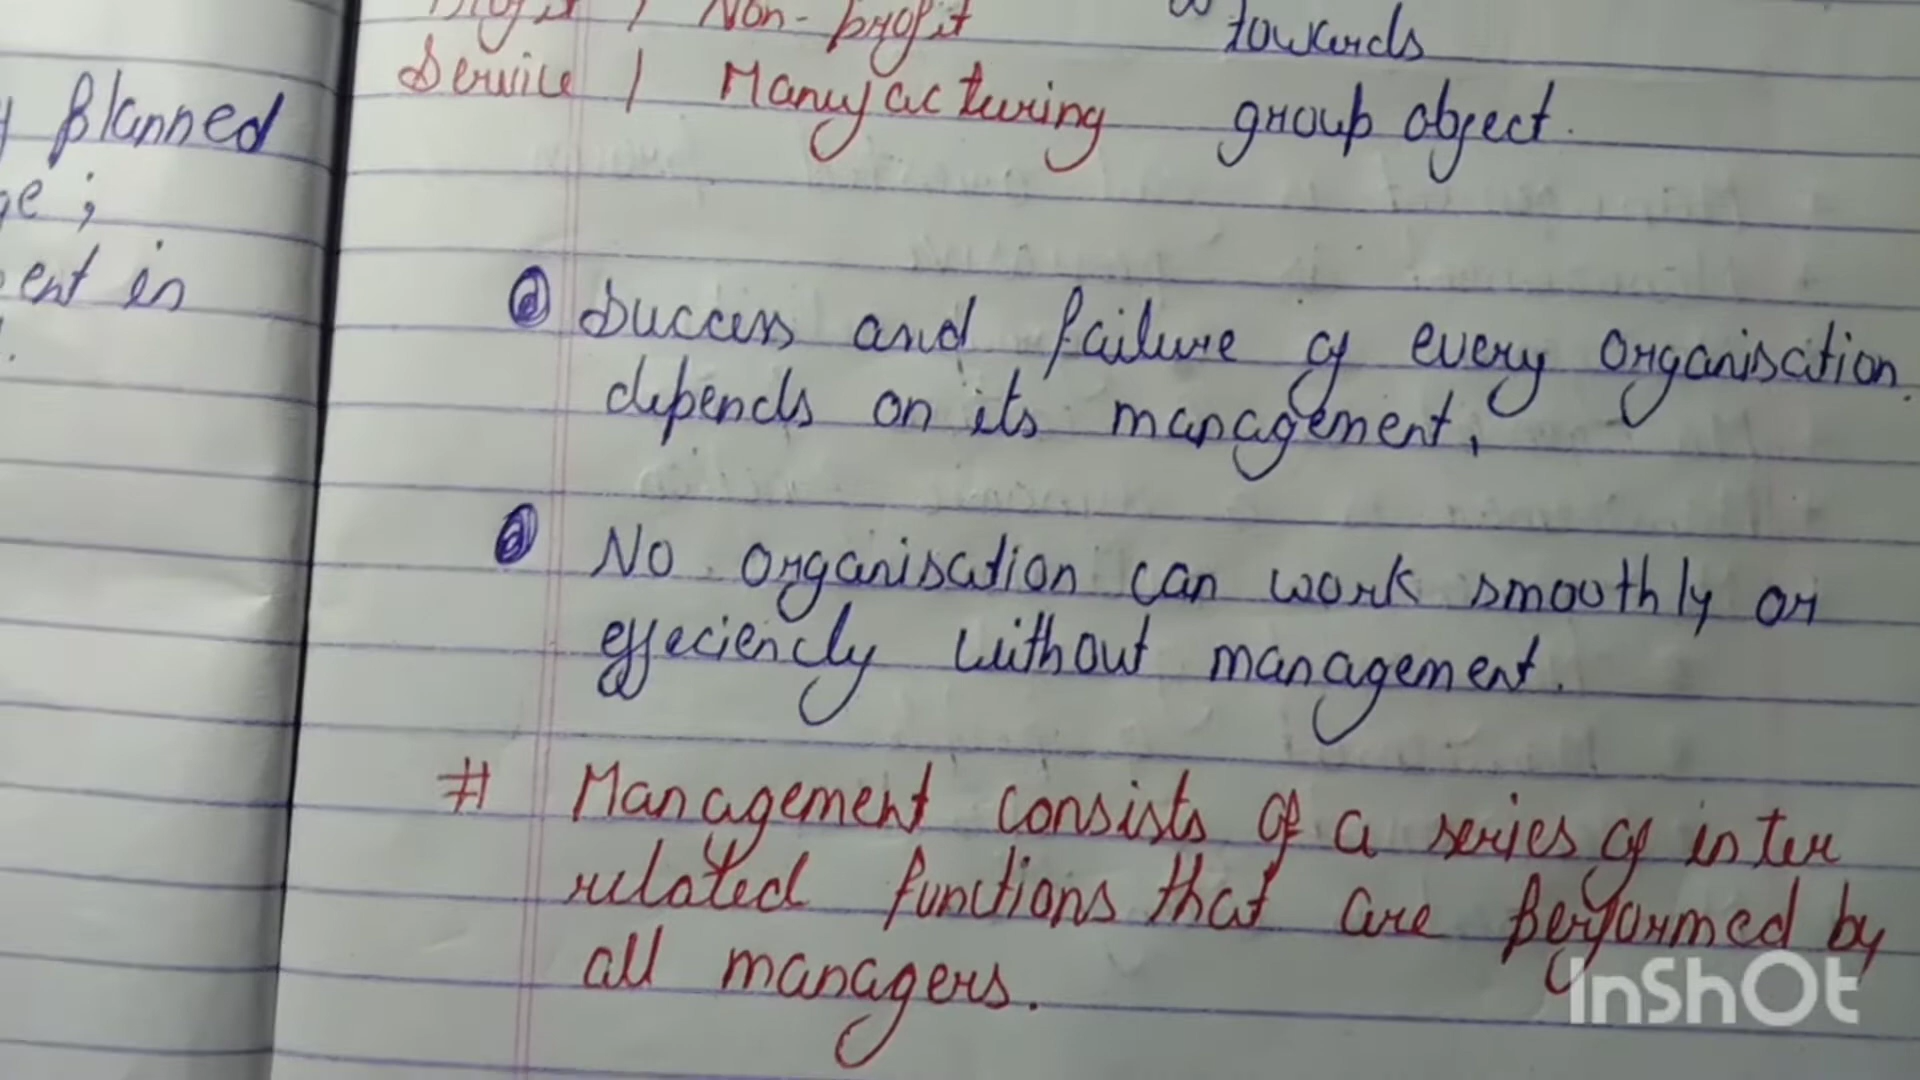 planned
;
ent in
Non-profit
towards
Service / Manufacturing
group object.
Success and failure of every organisation.
depends on its management.
No organisation can work smoothly or
effeciencly without management.
# Management consists of a series of inter
related functions that are performed by
all managers.
InShOt